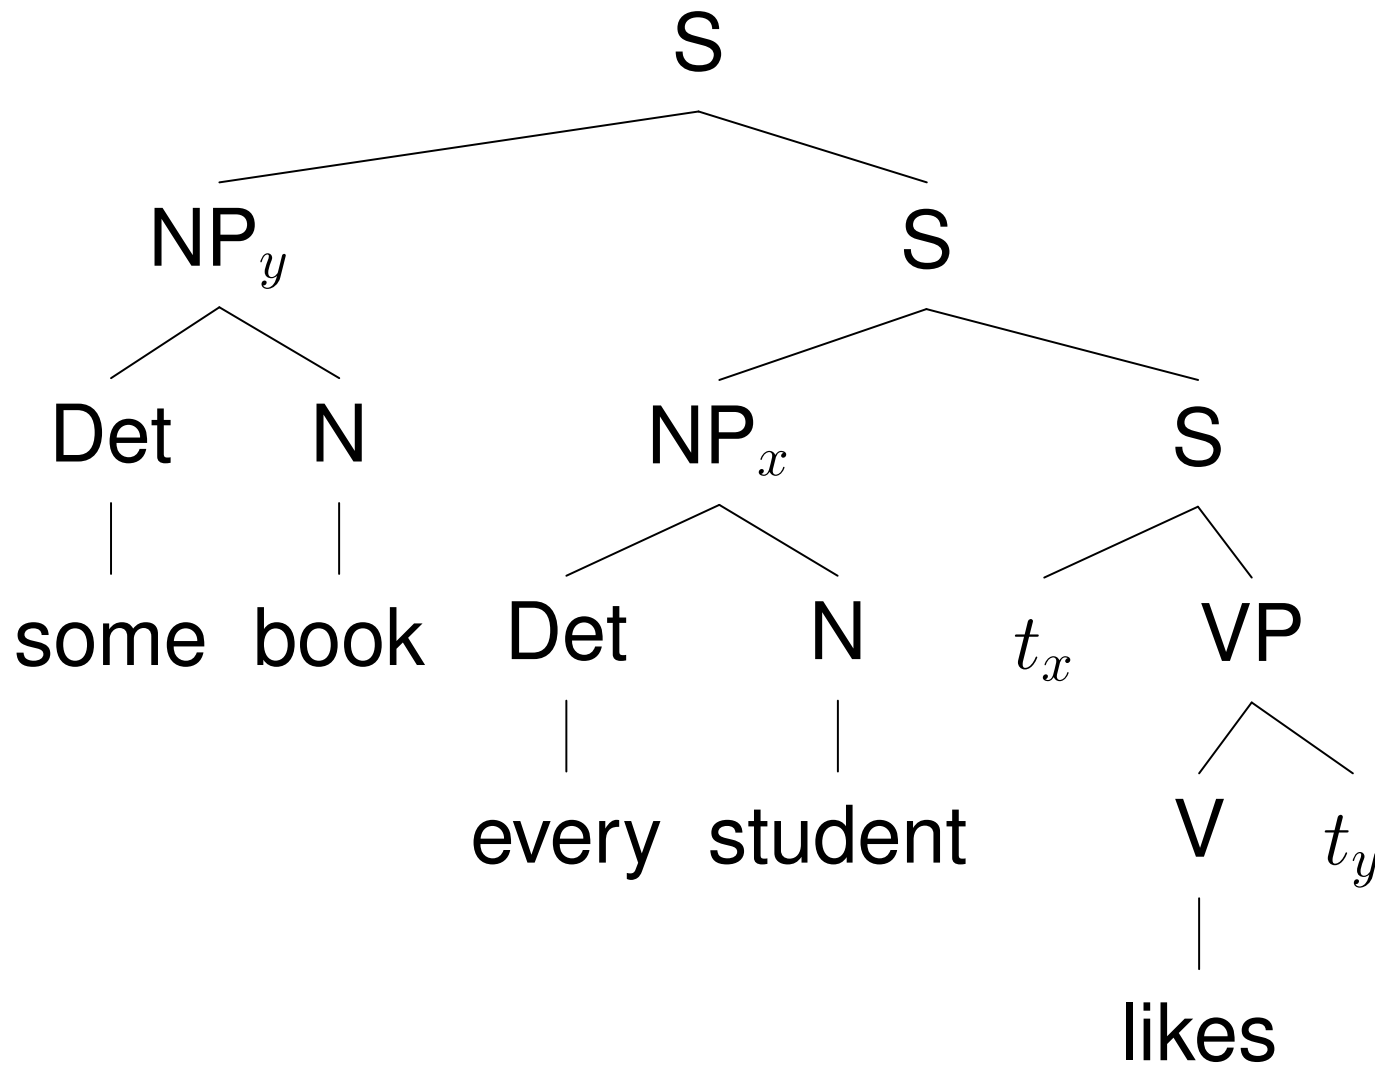 S
NP_y S
Det N NP_x S
some book Det N t_x VP
every student V t_y
likes